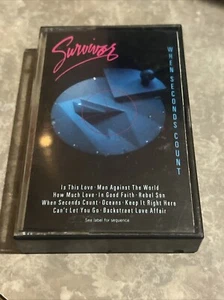 Survivor
WHEN SECONDS COUNT
Is This Love · Man Against The World
How Much Love · In Good Faith · Rebel Son
When Seconds Count · Oceans · Keep It Right Here
Can't Let You Go · Backstreet Love Affair
See label for sequence